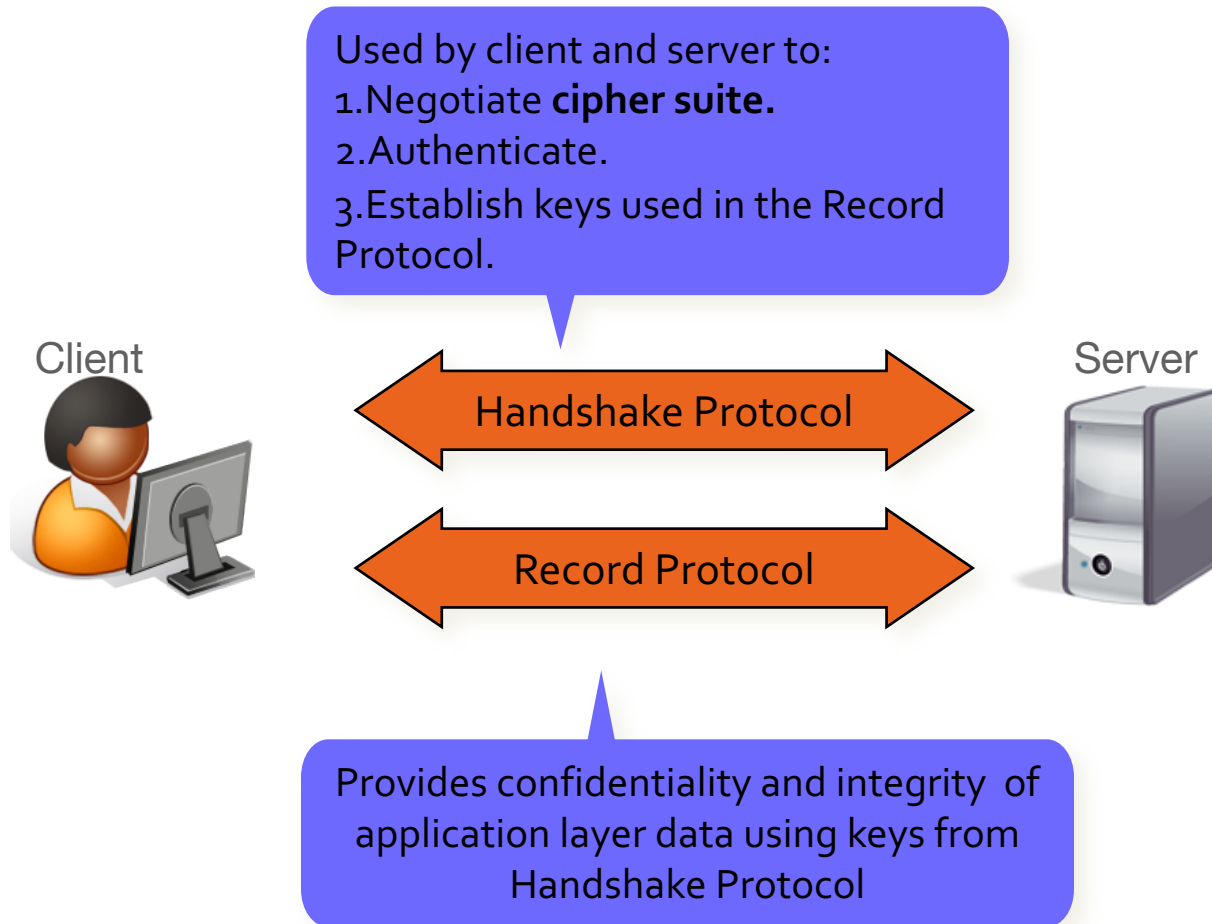 Used by client and server to:
1.Negotiate cipher suite.
2.Authenticate.
3.Establish keys used in the Record
Protocol.
Client
Server
Handshake Protocol
Record Protocol
Provides confidentiality and integrity of
application layer data using keys from
Handshake Protocol